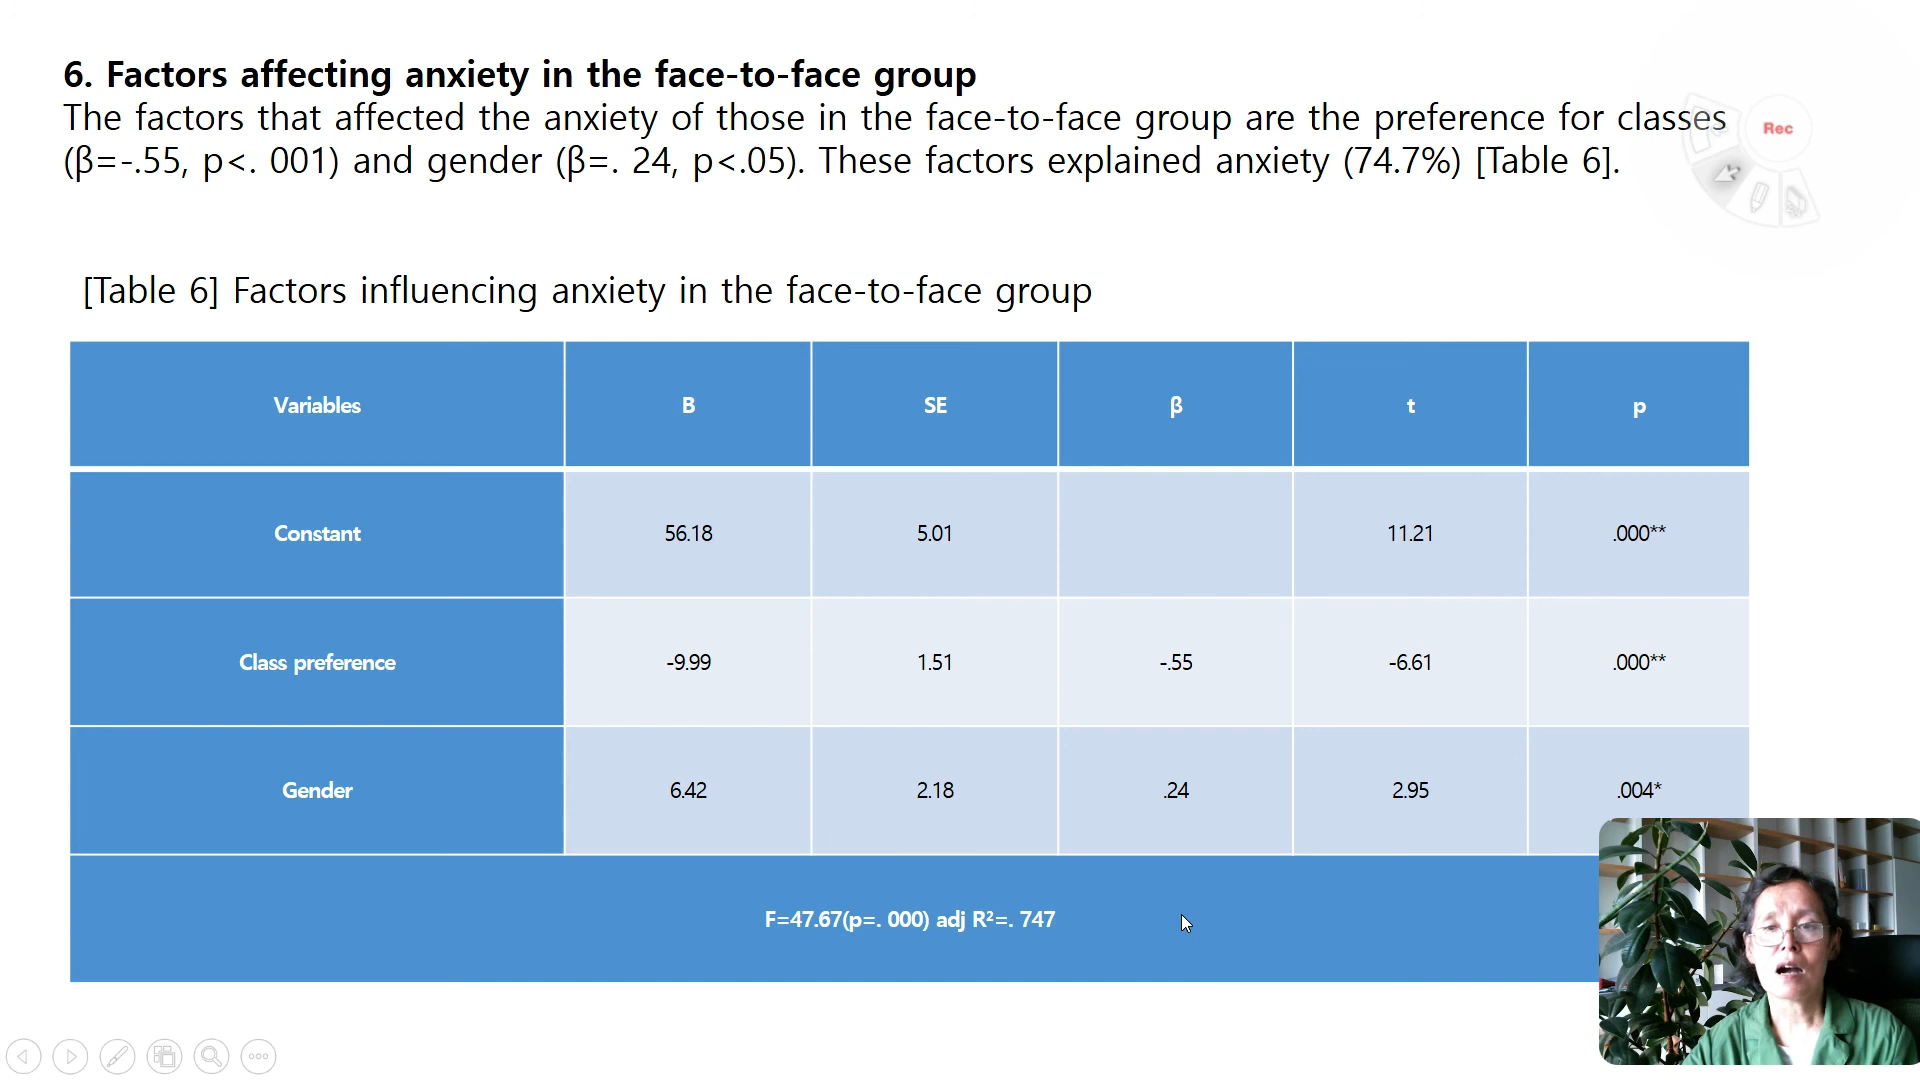 6. Factors affecting anxiety in the face-to-face group
The factors that affected the anxiety of those in the face-to-face group are the preference for classes
(β=-.55, p<. 001) and gender (β=. 24, p<.05). These factors explained anxiety (74.7%) [Table 6].
Rec
[Table 6] Factors influencing anxiety in the face-to-face group
Variables B SE β t p
Constant 56.18 5.01 11.21 .000**
Class preference -9.99 1.51 -.55 -6.61 .000**
Gender 6.42 2.18 .24 2.95 .004*
F=47.67(p=. 000) adj R²=. 747